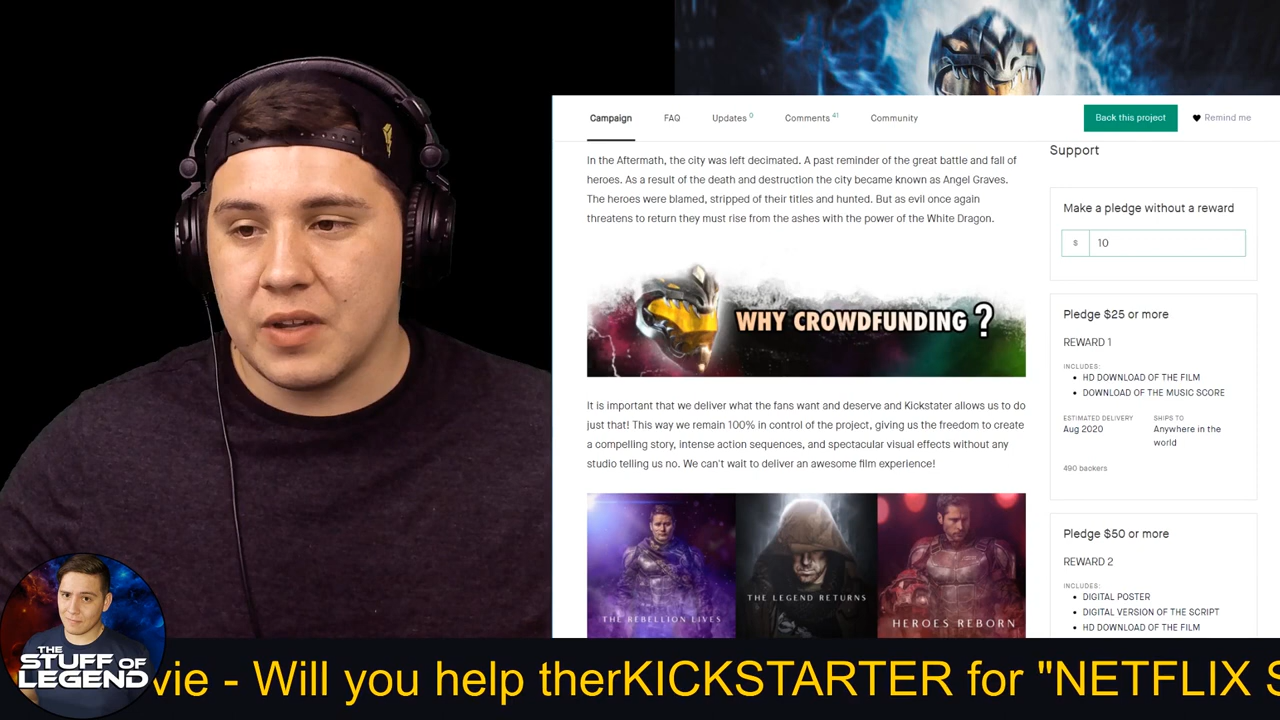 Campaign
FAQ
Updates 0
Comments 41
Community
Back this project
Remind me
In the Aftermath, the city was left decimated. A past reminder of the great battle and fall of
heroes. As a result of the death and destruction the city became known as Angel Graves.
The heroes were blamed, stripped of their titles and hunted. But as evil once again
threatens to return they must rise from the ashes with the power of the White Dragon.
WHY CROWDFUNDING ?
It is important that we deliver what the fans want and deserve and Kickstater allows us to do
just that! This way we remain 100% in control of the project, giving us the freedom to create
a compelling story, intense action sequences, and spectacular visual effects without any
studio telling us no. We can't wait to deliver an awesome film experience!
THE REBELLION LIVES
THE LEGEND RETURNS
HEROES REBORN
Support
Make a pledge without a reward
$ 10
Pledge $25 or more
REWARD 1
INCLUDES:
• HD DOWNLOAD OF THE FILM
• DOWNLOAD OF THE MUSIC SCORE
ESTIMATED DELIVERY
Aug 2020
SHIPS TO
Anywhere in the
world
490 backers
Pledge $50 or more
REWARD 2
INCLUDES:
• DIGITAL POSTER
• DIGITAL VERSION OF THE SCRIPT
• HD DOWNLOAD OF THE FILM
THE
STUFF OF
LEGEND
vie - Will you help therKICKSTARTER for "NETFLIX S